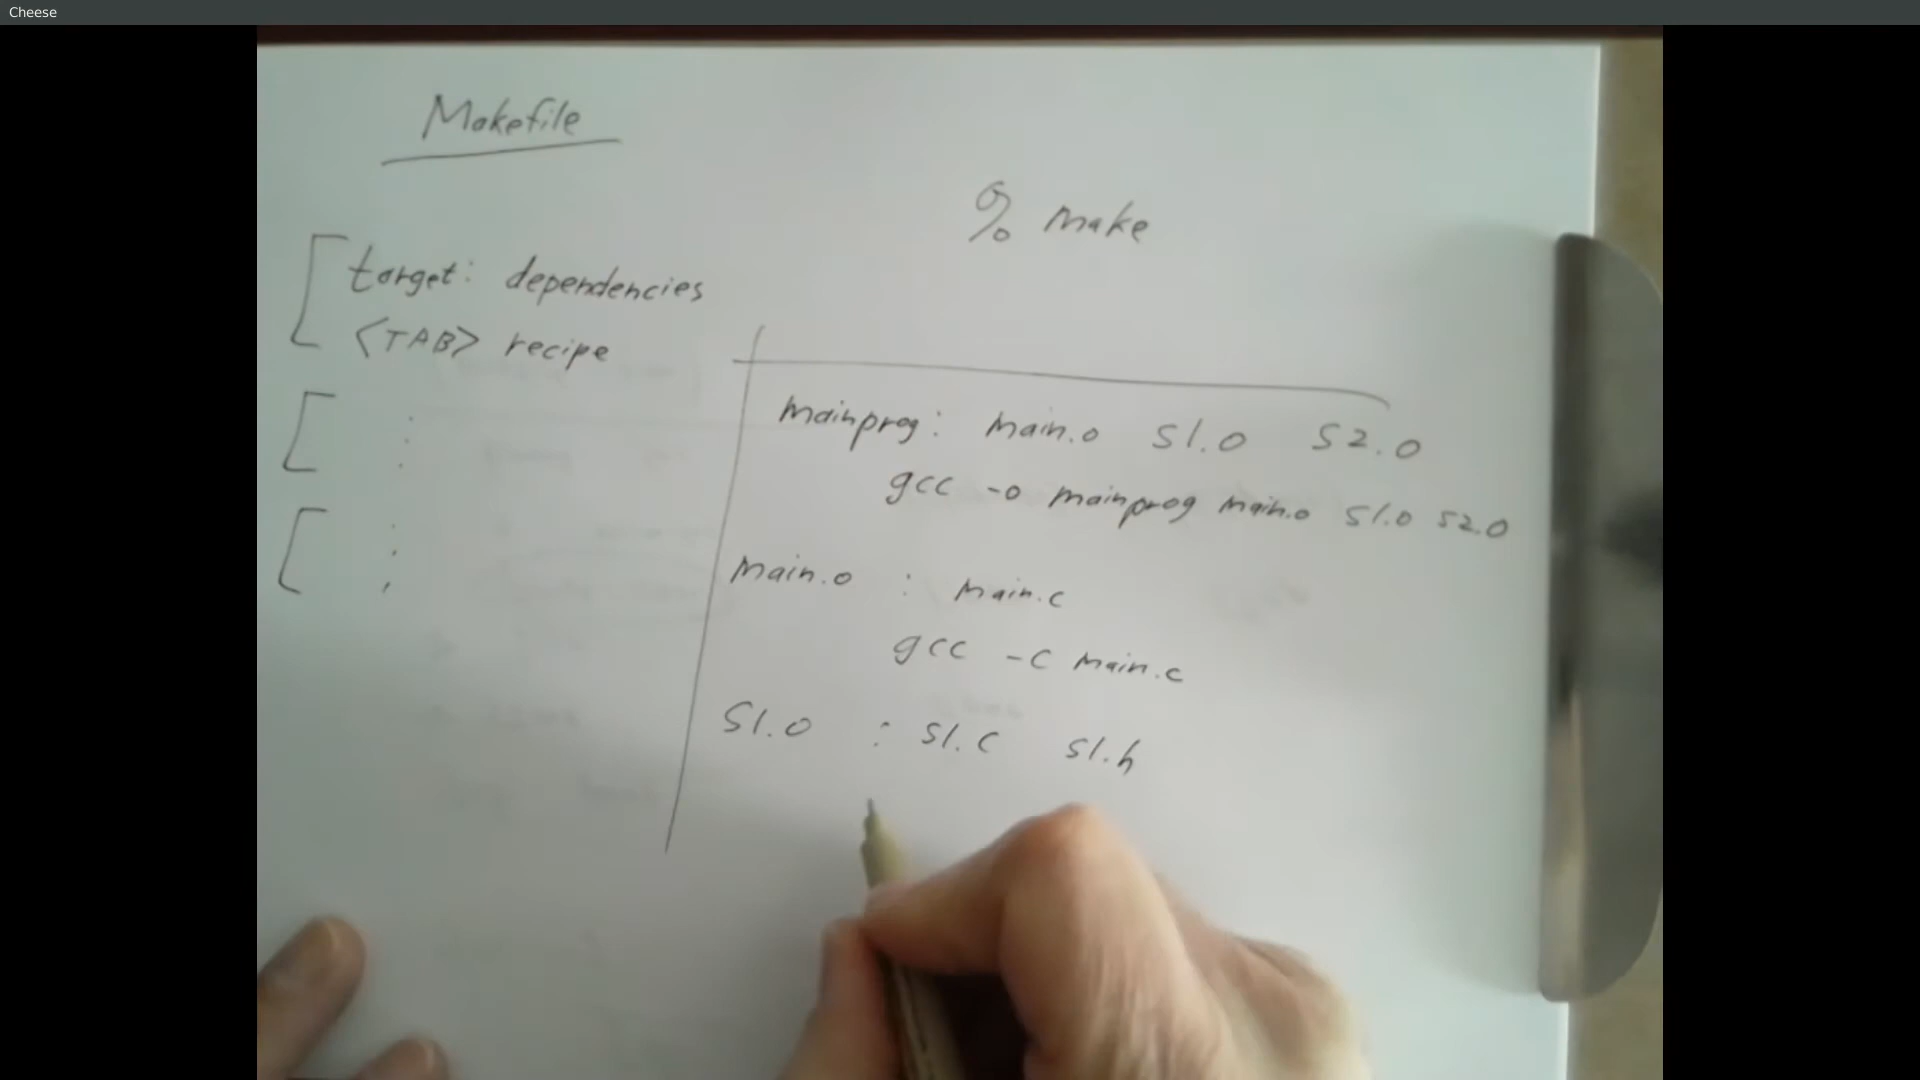 Cheese
Makefile
% make
target: dependencies
<TAB> recipe
mainprog: main.o S1.o S2.o
gcc -o mainprog main.o S1.o S2.o
main.o : main.c
gcc -c main.c
S1.o : S1.c S1.h